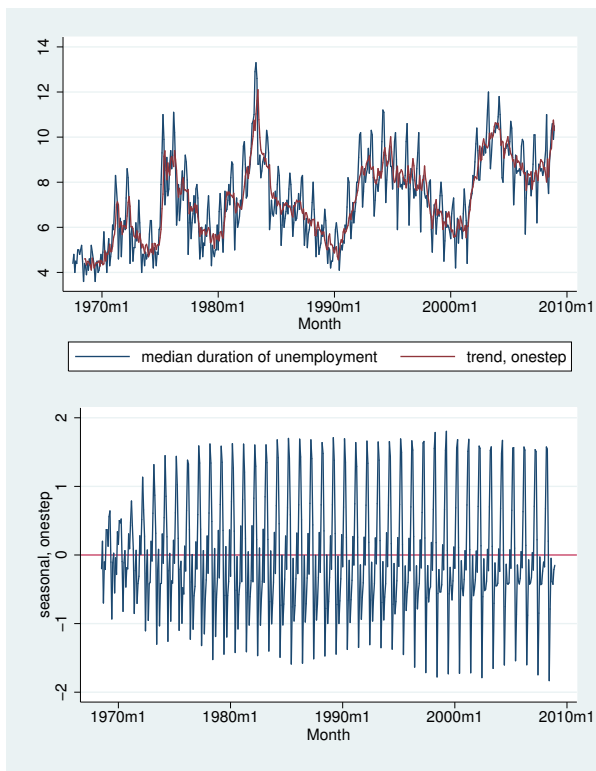 14
12
10
8
6
4
1970m1 1980m1 1990m1 2000m1 2010m1
Month
median duration of unemployment trend, onestep
2
1
0
−1
−2
seasonal, onestep
1970m1 1980m1 1990m1 2000m1 2010m1
Month